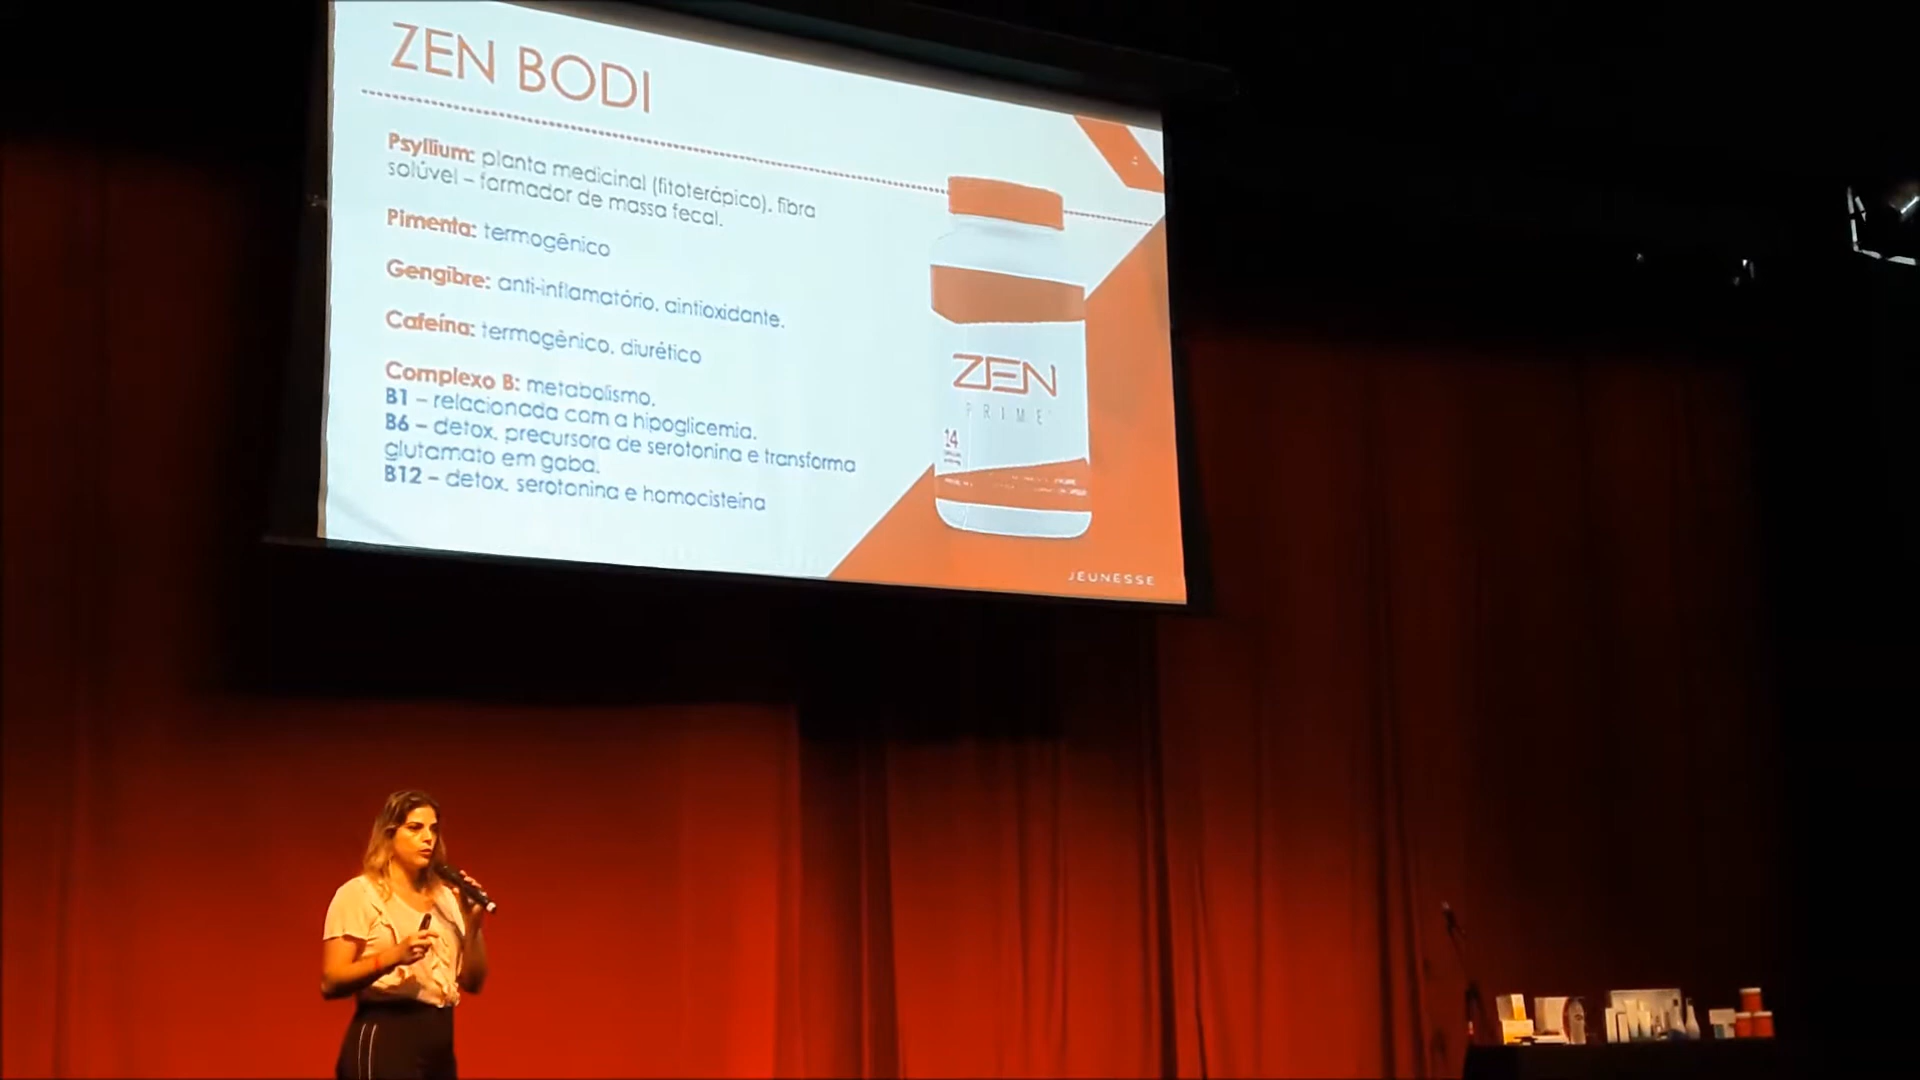 ZEN BODI
Psyllium: planta medicinal (fitoterápico), fibra
solúvel – formador de massa fecal.
Pimenta: termogênico
Gengibre: anti-inflamatório, aintioxidante.
Cafeína: termogênico, diurético
Complexo B: metabolismo.
B1 – relacionada com a hipoglicemia.
B6 – detox, precursora de serotonina e transforma
glutamato em gaba.
B12 – detox, serotonina e homocisteína
ZEN
PRIME
14
JEUNESSE